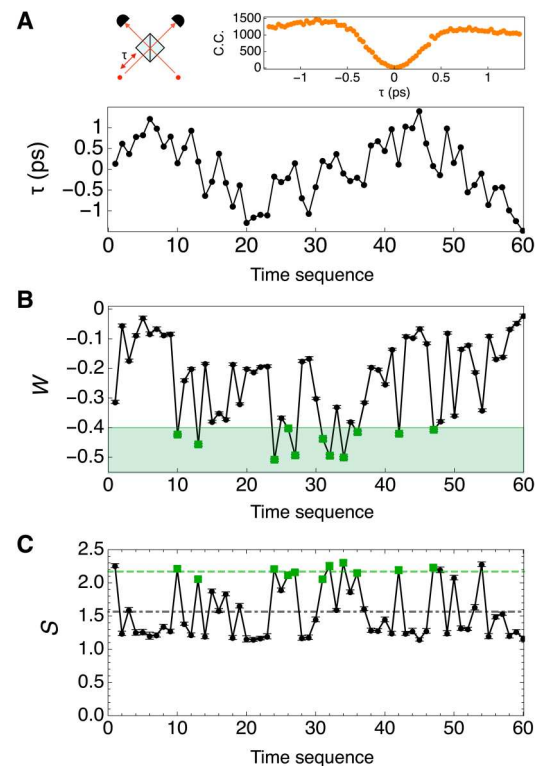 A
τ
C.C.
1500
1000
500
0
−1 −0.5 0 0.5 1
τ (ps)
τ (ps)
1
0.5
0
−0.5
−1
0 10 20 30 40 50 60
Time sequence
B
W
0
−0.1
−0.2
−0.3
−0.4
−0.5
0 10 20 30 40 50 60
Time sequence
C
S
2.5
2.0
1.5
1.0
0.5
0.0
0 10 20 30 40 50 60
Time sequence